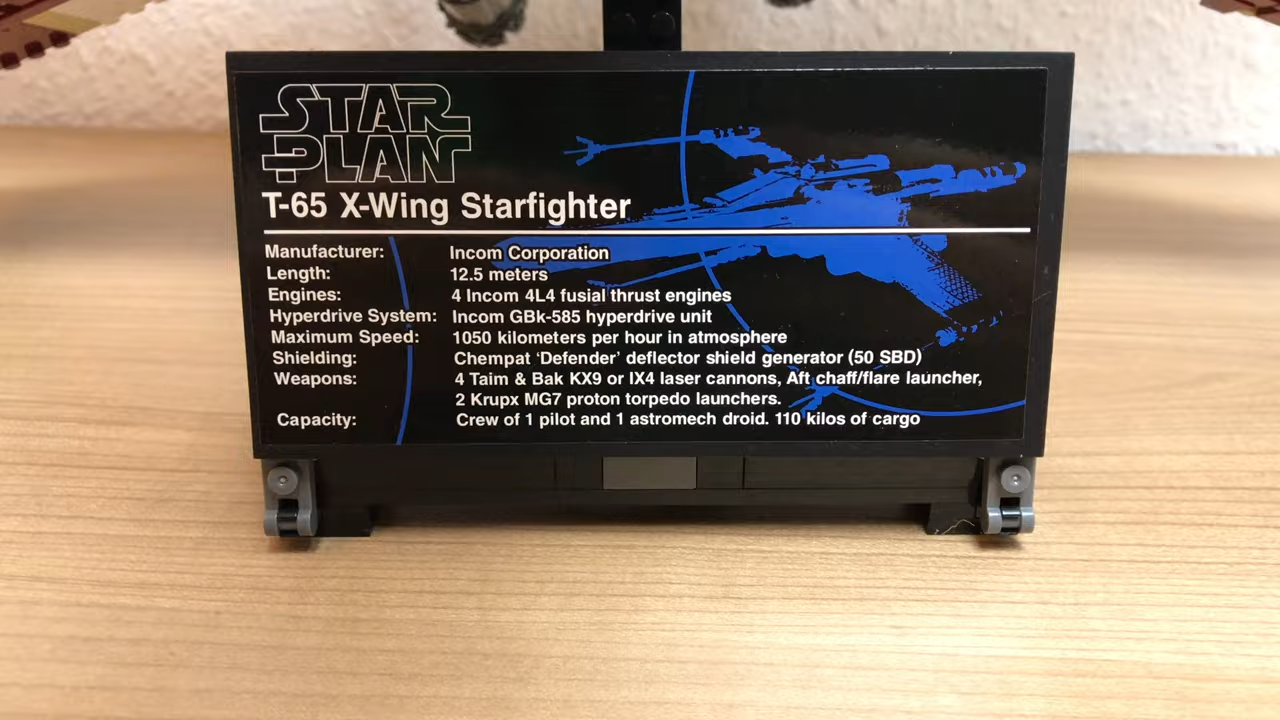 STAR
PLAN
T-65 X-Wing Starfighter
Manufacturer: Incom Corporation
Length: 12.5 meters
Engines: 4 Incom 4L4 fusial thrust engines
Hyperdrive System: Incom GBk-585 hyperdrive unit
Maximum Speed: 1050 kilometers per hour in atmosphere
Shielding: Chempat ‘Defender’ deflector shield generator (50 SBD)
Weapons: 4 Taim & Bak KX9 or IX4 laser cannons, Aft chaff/flare launcher,
2 Krupx MG7 proton torpedo launchers.
Capacity: Crew of 1 pilot and 1 astromech droid. 110 kilos of cargo